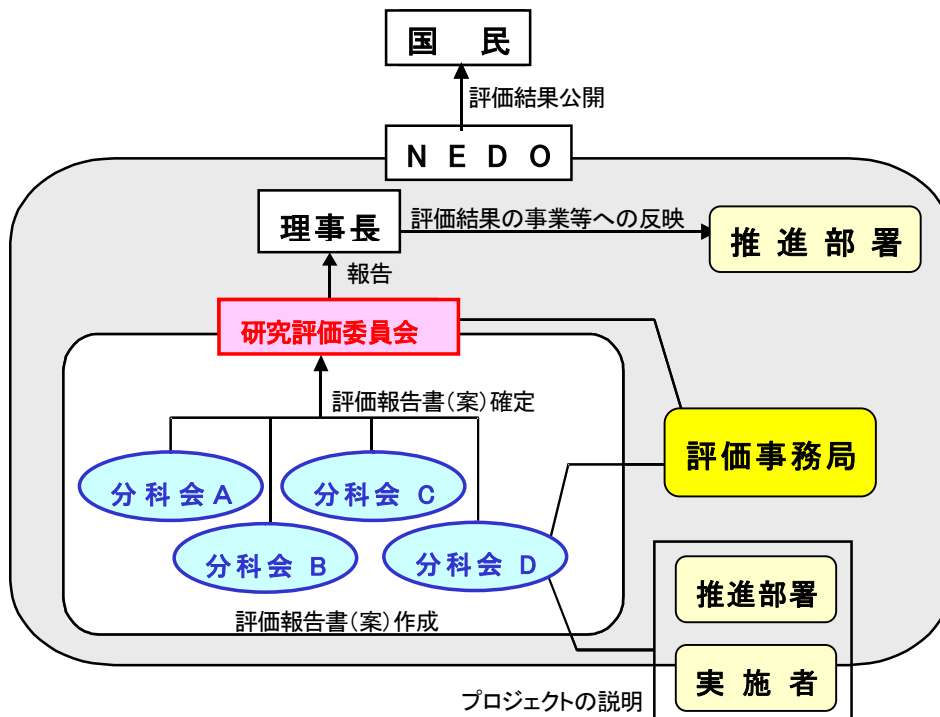 国　民
評価結果公開
ＮＥＤＯ
理事長
評価結果の事業等への反映
推進部署
報告
研究評価委員会
評価報告書(案)確定
評価事務局
分科会A
分科会 C
分科会 B
分科会 D
推進部署
評価報告書(案)作成
実施者
プロジェクトの説明